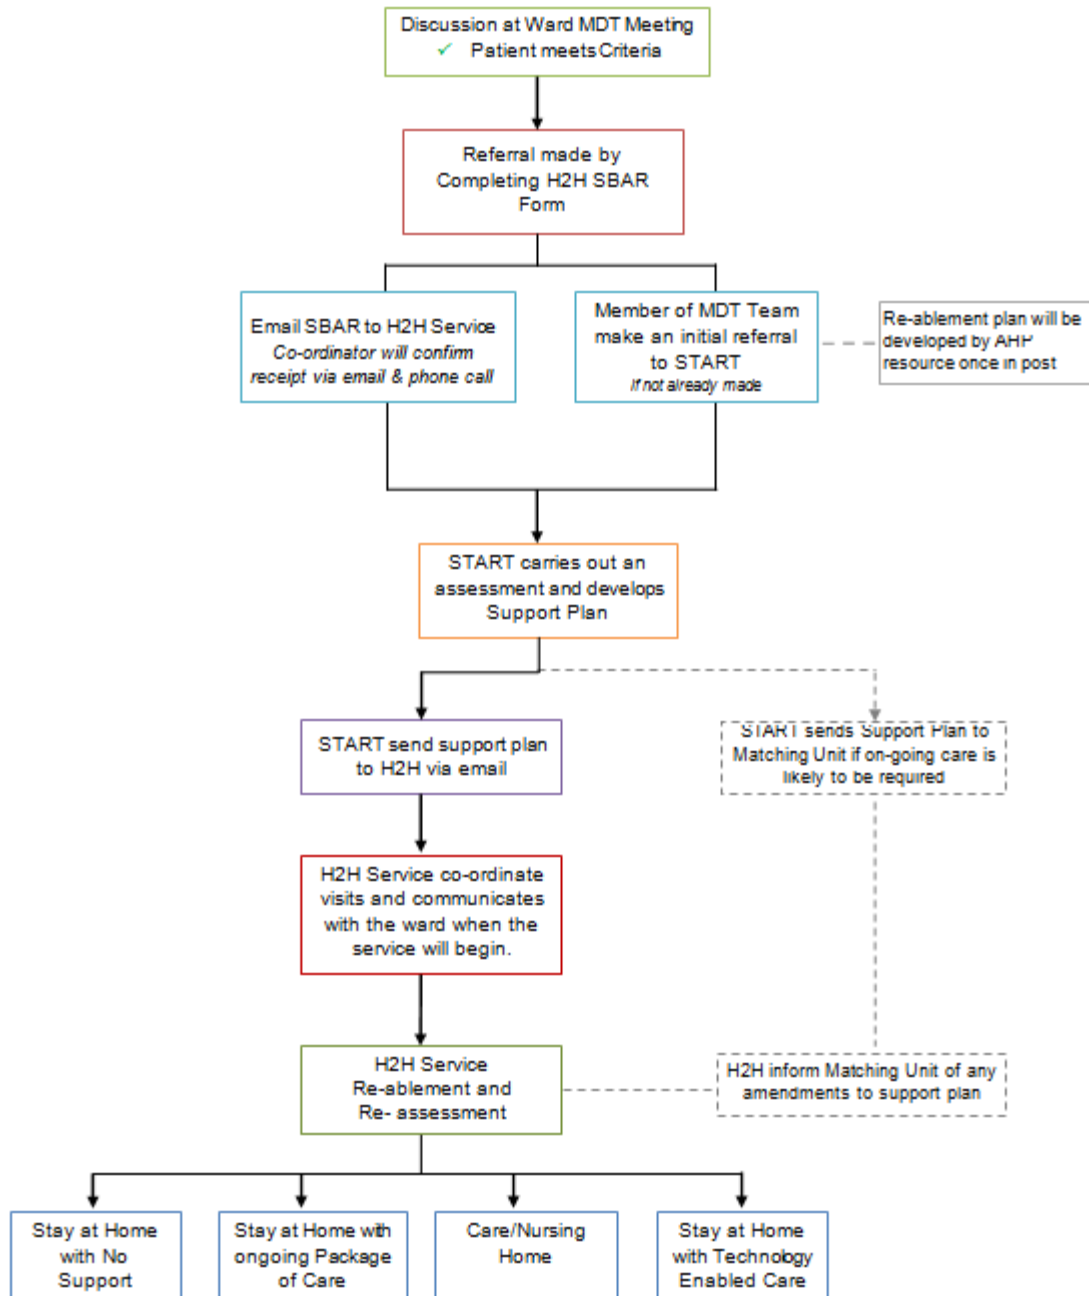 Discussion at Ward MDT Meeting
✓ Patient meets Criteria
Referral made by
Completing H2H SBAR
Form
Email SBAR to H2H Service
Co-ordinator will confirm
receipt via email & phone call
Member of MDT Team
make an initial referral
to START
If not already made
Re-ablement plan will be
developed by AHP
resource once in post
START carries out an
assessment and develops
Support Plan
START send support plan
to H2H via email
START sends Support Plan to
Matching Unit if on-going care is
likely to be required
H2H Service co-ordinate
visits and communicates
with the ward when the
service will begin.
H2H Service
Re-ablement and
Re- assessment
H2H inform Matching Unit of any
amendments to support plan
Stay at Home
with No
Support
Stay at Home with
ongoing Package
of Care
Care/Nursing
Home
Stay at Home
with Technology
Enabled Care